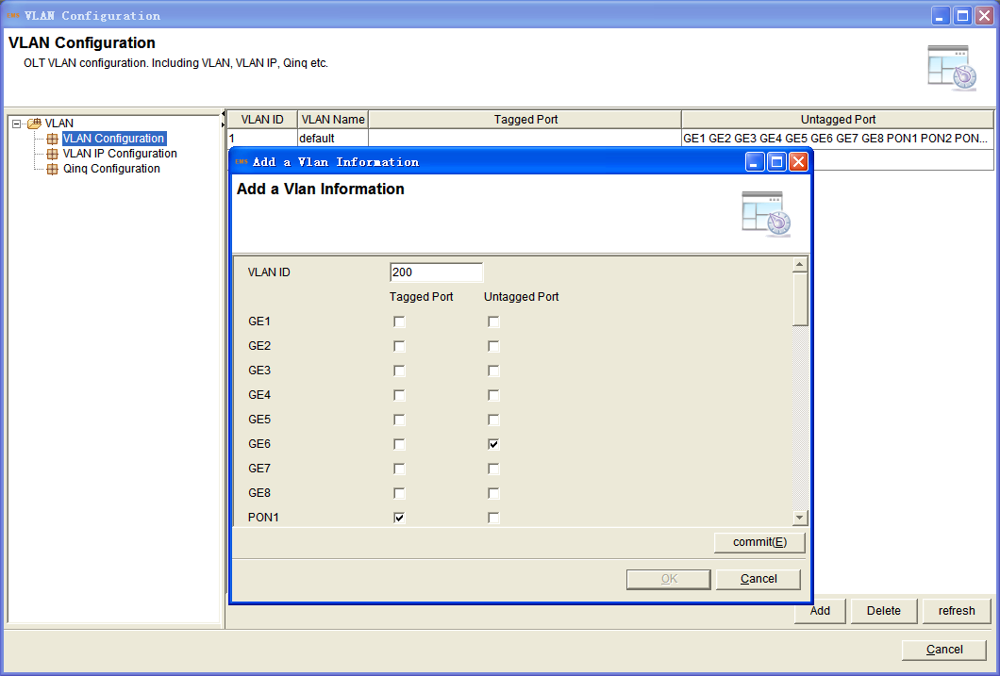 EMS VLAN Configuration
VLAN Configuration
OLT VLAN configuration. Including VLAN, VLAN IP, Qinq etc.
VLAN
VLAN Configuration
VLAN IP Configuration
Qinq Configuration
VLAN ID VLAN Name Tagged Port Untagged Port
1 default GE1 GE2 GE3 GE4 GE5 GE6 GE7 GE8 PON1 PON2 PON...
EMS Add a Vlan Information
Add a Vlan Information
VLAN ID 200
Tagged Port Untagged Port
GE1
GE2
GE3
GE4
GE5
GE6
GE7
GE8
PON1
commit(E)
OK Cancel
Add Delete refresh
Cancel